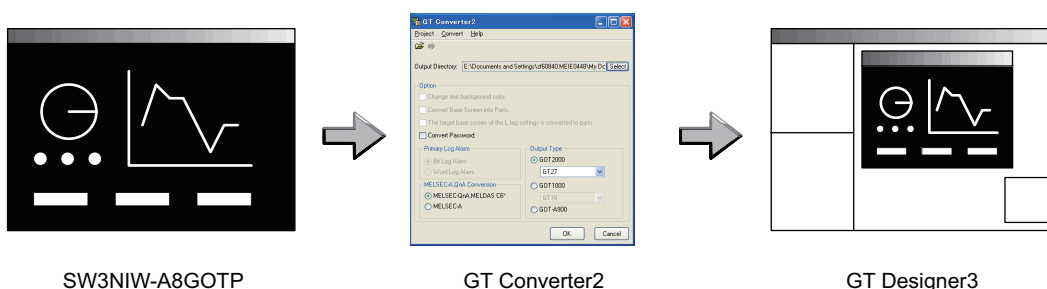 GT Converter2
Project Convert Help
Output Directory: E:\Documents and Settings\zf60840.MEIE0448\My Dc Select
Option
Change text background color.
Convert Base Screen into Parts.
The target base screen of the L tag settings is converted to parts.
Convert Password.
Primary Log Alarm
Bit Log Alarm
Word Log Alarm
MELSEC-A,QnA Conversion
MELSEC-QnA,MELDAS C6*
MELSEC-A
Output Type
GOT2000
GT27
GOT1000
GT16
GOT-A900
OK Cancel
SW3NIW-A8GOTP
GT Converter2
GT Designer3